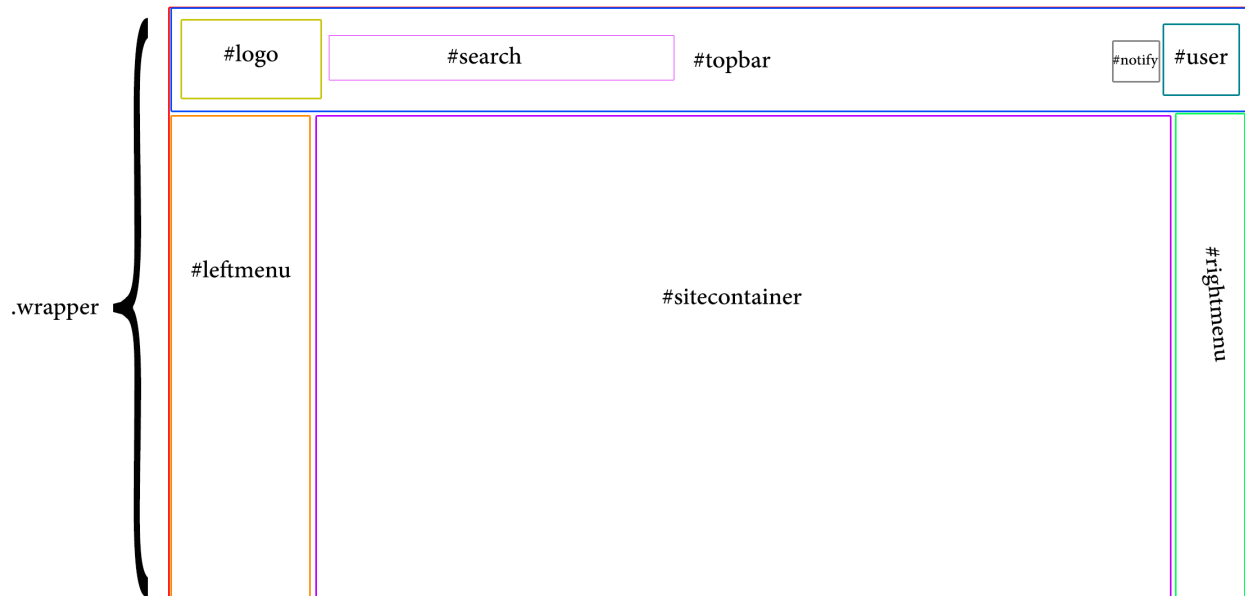 #logo
#search
#topbar
#notify
#user
.wrapper
#leftmenu
#sitecontainer
#rightmenu